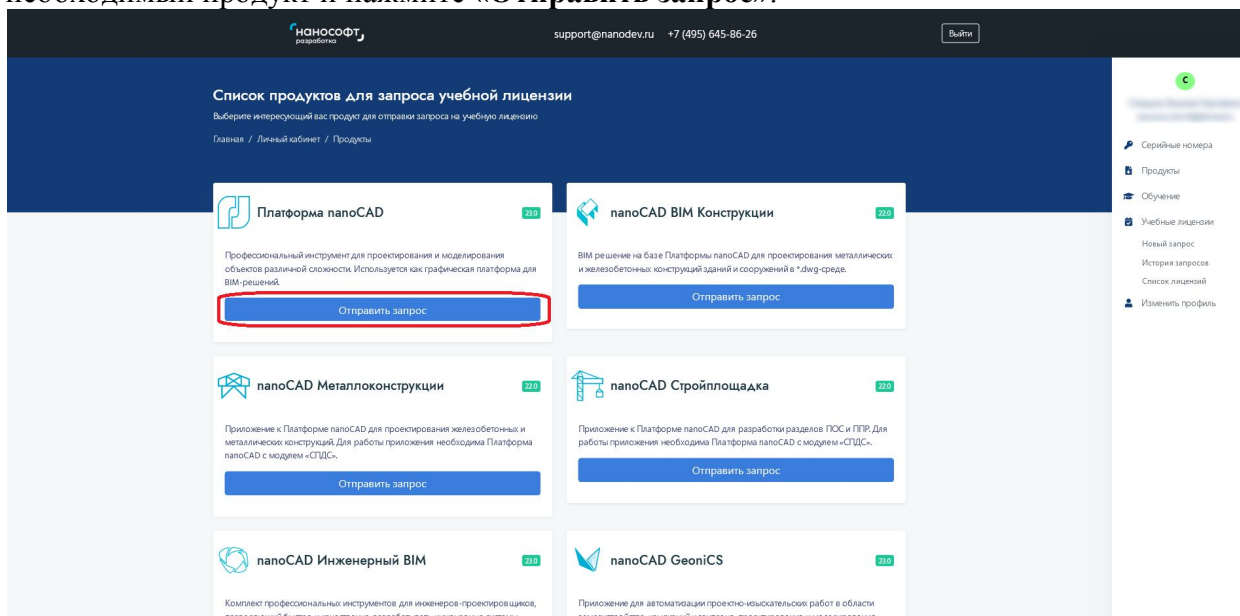 необходимый продукт и нажмите «Отправить запрос».
нанософт
разработка
support@nanodev.ru +7 (495) 645-86-26
Выйти
Список продуктов для запроса учебной лицензии
Выберите интересующий вас продукт для отправки запроса на учебную лицензию
Главная / Личный кабинет / Продукты
C
Серийные номера
Продукты
Обучение
Учебные лицензии
Новый запрос
История запросов
Список лицензий
Изменить профиль
Платформа nanoCAD
23.0
Профессиональный инструмент для проектирования и моделирования
объектов различной сложности. Используется как графическая платформа для
BIM-решений.
Отправить запрос
nanoCAD BIM Конструкции
22.0
BIM решение на базе Платформы nanoCAD для проектирования металлических
и железобетонных конструкций зданий и сооружений в *.dwg-среде.
Отправить запрос
nanoCAD Металлоконструкции
22.0
Приложение к Платформе nanoCAD для проектирования железобетонных и
металлических конструкций. Для работы приложения необходима Платформа
nanoCAD с модулем «СПДС».
Отправить запрос
nanoCAD Стройплощадка
22.0
Приложение к Платформе nanoCAD для разработки разделов ПОС и ППР. Для
работы приложения необходима Платформа nanoCAD с модулем «СПДС».
Отправить запрос
nanoCAD Инженерный BIM
23.0
Комплект профессиональных инструментов для инженеров-проектировщиков,
nanoCAD GeoniCS
23.0
Приложение для автоматизации проектно-изыскательских работ в области